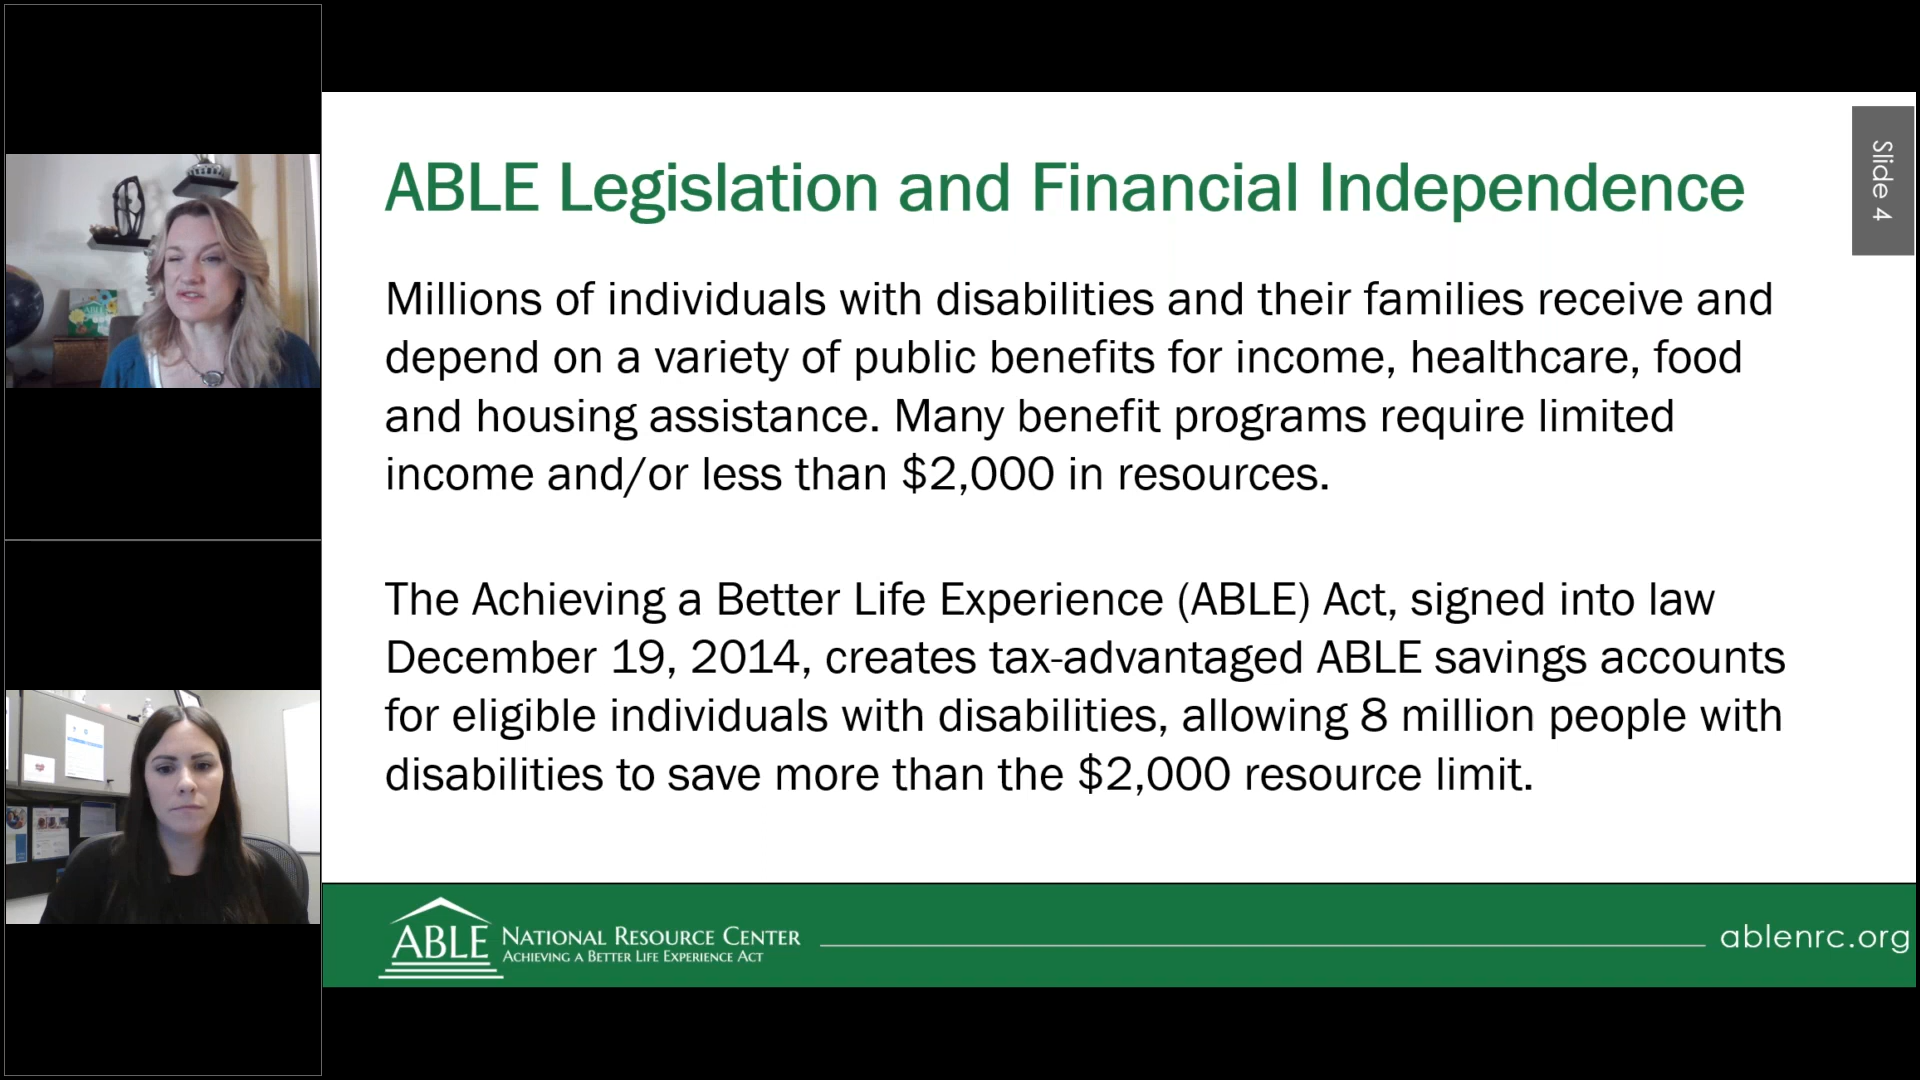 ABLE Legislation and Financial Independence
Slide 4
Millions of individuals with disabilities and their families receive and
depend on a variety of public benefits for income, healthcare, food
and housing assistance. Many benefit programs require limited
income and/or less than $2,000 in resources.
The Achieving a Better Life Experience (ABLE) Act, signed into law
December 19, 2014, creates tax-advantaged ABLE savings accounts
for eligible individuals with disabilities, allowing 8 million people with
disabilities to save more than the $2,000 resource limit.
ABLE NATIONAL RESOURCE CENTER
ACHIEVING A BETTER LIFE EXPERIENCE ACT
ablenrc.org
ABLE